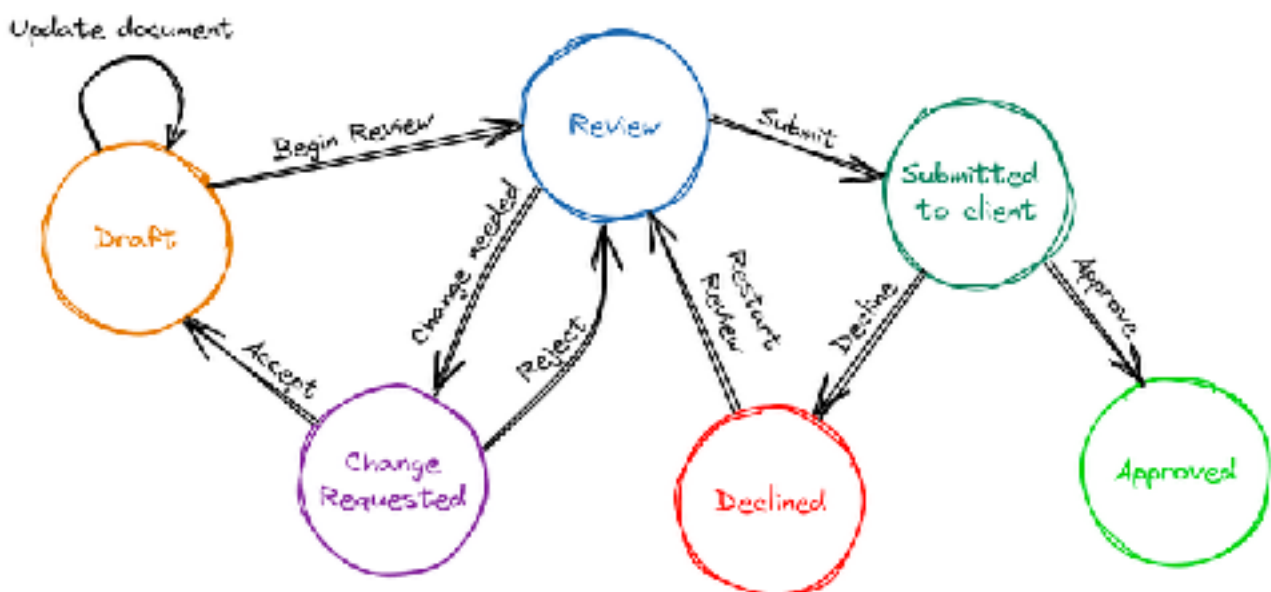 Update document
Begin Review
Review
Submit
Submitted
to client
Draft
Change needed
Reject
Restart
Review
Decline
Approve
Accept
Change
Requested
Declined
Approved